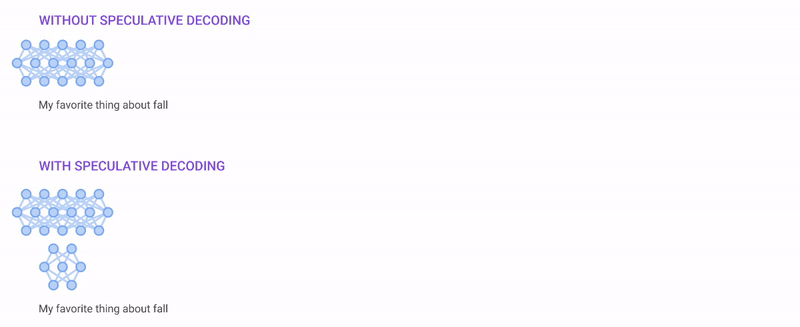 WITHOUT SPECULATIVE DECODING
My favorite thing about fall
WITH SPECULATIVE DECODING
My favorite thing about fall